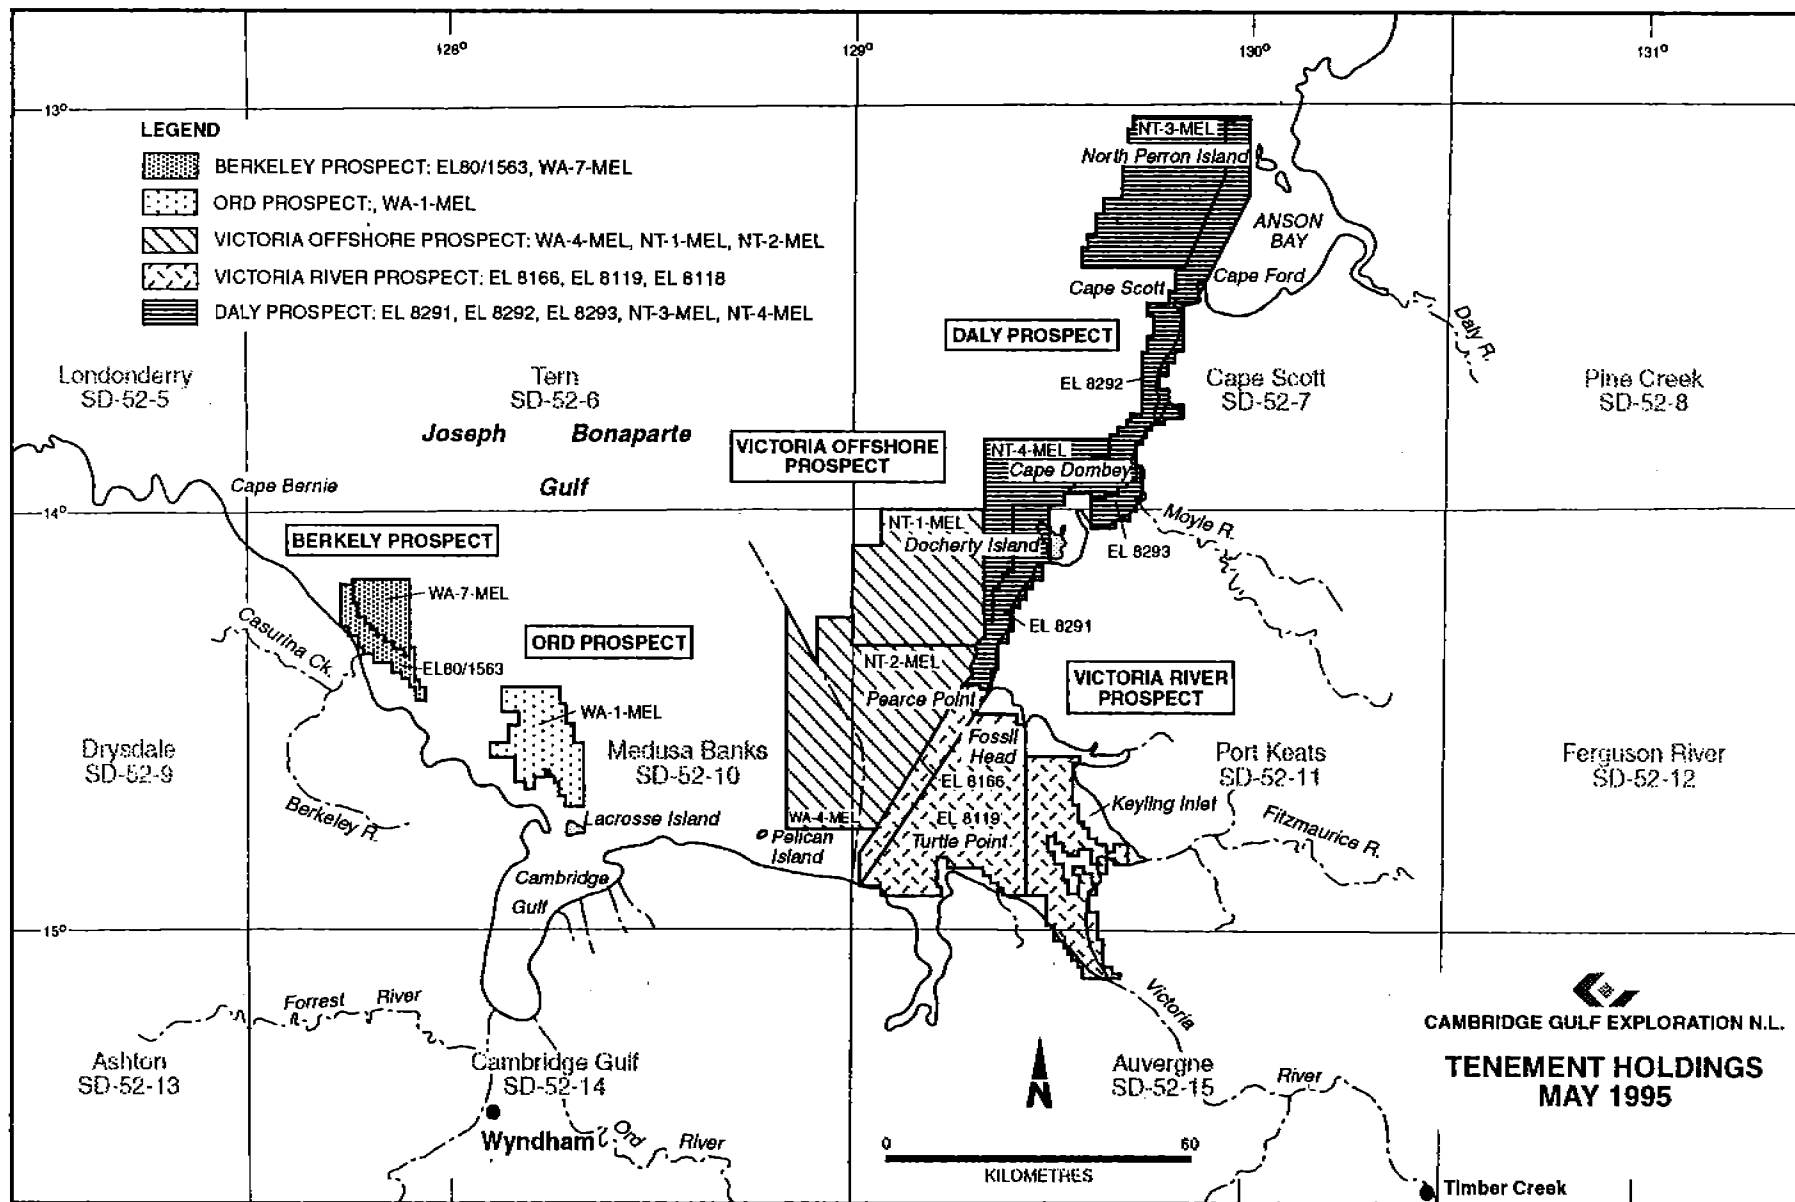 128°
129°
130°
131°
13°
LEGEND
BERKELEY PROSPECT: EL80/1563, WA-7-MEL
ORD PROSPECT:, WA-1-MEL
VICTORIA OFFSHORE PROSPECT: WA-4-MEL, NT-1-MEL, NT-2-MEL
VICTORIA RIVER PROSPECT: EL 8166, EL 8119, EL 8118
DALY PROSPECT: EL 8291, EL 8292, EL 8293, NT-3-MEL, NT-4-MEL
NT-3-MEL
North Perron Island
ANSON
BAY
Cape Scott
Cape Ford
Daly R.
DALY PROSPECT
EL 8292
Londonderry
SD-52-5
Tern
SD-52-6
Cape Scott
SD-52-7
Pine Creek
SD-52-8
Joseph Bonaparte
Gulf
VICTORIA OFFSHORE
PROSPECT
NT-4-MEL
Cape Dombey
Cape Bernie
14°
BERKELY PROSPECT
NT-1-MEL
Docherty Island
EL 8293
Moyle R.
WA-7-MEL
Casurina Ck.
EL80/1563
ORD PROSPECT
EL 8291
NT-2-MEL
Pearce Point
VICTORIA RIVER
PROSPECT
WA-1-MEL
Drysdale
SD-52-9
Medusa Banks
SD-52-10
Fossil
Head
EL 8166
Port Keats
SD-52-11
Ferguson River
SD-52-12
Berkeley R.
Lacrosse Island
WA-4-MEL
Pelican
Island
EL 8119
Turtle Point
Keyling Inlet
Fitzmaurice R.
Cambridge
Gulf
15°
Forrest River
Victoria
CAMBRIDGE GULF EXPLORATION N.L.
TENEMENT HOLDINGS
MAY 1995
Ashton
SD-52-13
Cambridge Gulf
SD-52-14
Auvergne
SD-52-15
River
N
Wyndham
Ord River
0 60
KILOMETRES
Timber Creek